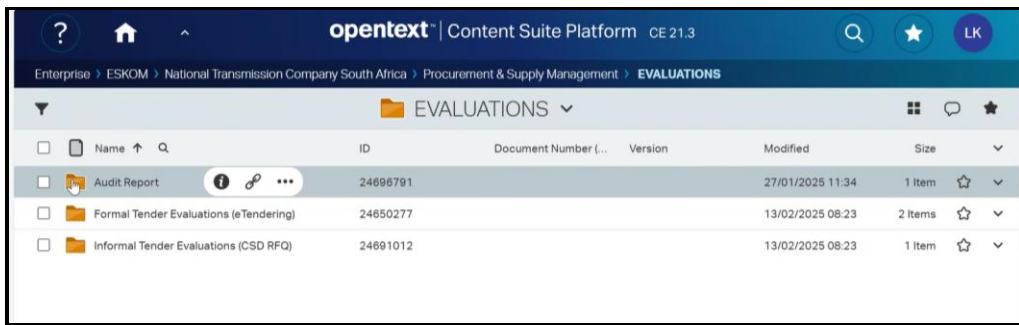 ? opentext™ | Content Suite Platform CE 21.3 LK
Enterprise > ESKOM > National Transmission Company South Africa > Procurement & Supply Management > EVALUATIONS
EVALUATIONS
Name ID Document Number (... Version Modified Size
Audit Report 24696791 27/01/2025 11:34 1 Item
Formal Tender Evaluations (eTendering) 24650277 13/02/2025 08:23 2 Items
Informal Tender Evaluations (CSD RFQ) 24691012 13/02/2025 08:23 1 Item